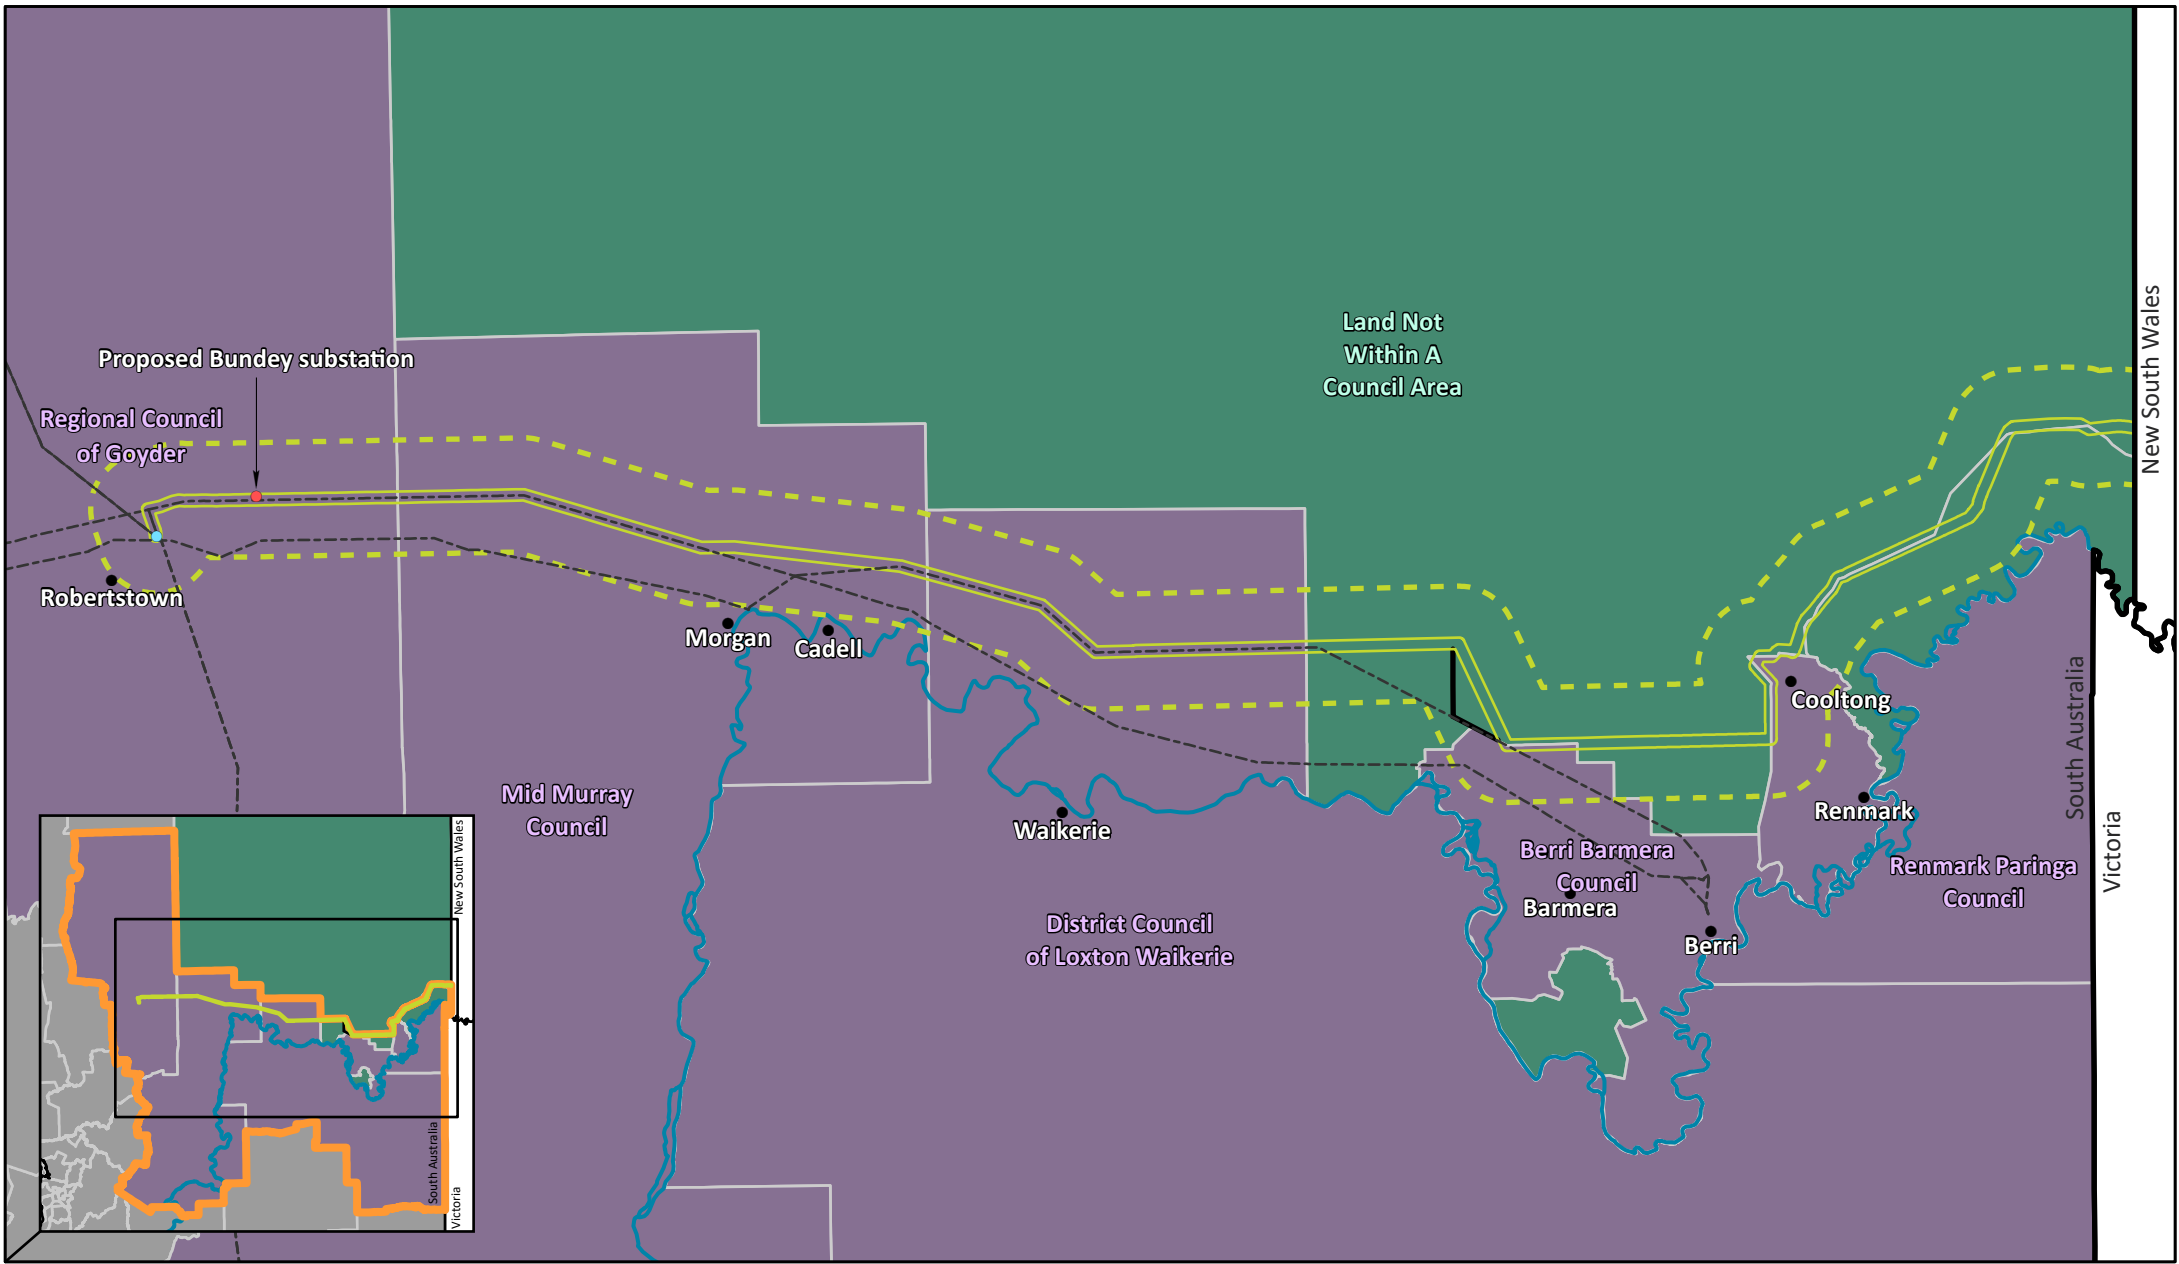 Land Not
Within A
Council Area
New South Wales
Proposed Bundey substation
Regional Council
of Goyder
Robertstown
Morgan
Cadell
Cooltong
South Australia
Victoria
Mid Murray
Council
Waikerie
Renmark
Berri Barmera
Council
Barmera
Renmark Paringa
Council
District Council
of Loxton Waikerie
Berri
New South Wales
South Australia
Victoria